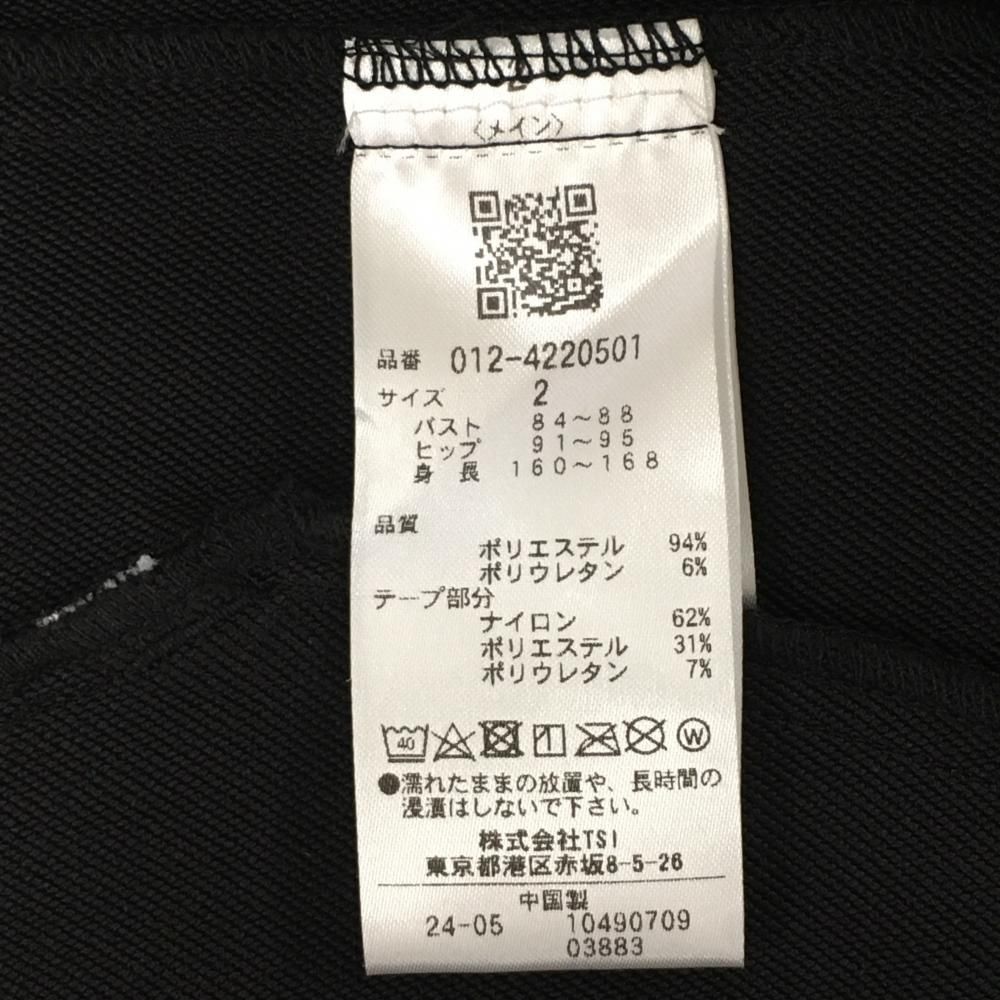 〈メイン〉
品番 012-4220501
サイズ 2
バスト 84~88
ヒップ 91~95
身長 160~168
品質
ポリエステル 94%
ポリウレタン 6%
テープ部分
ナイロン 62%
ポリエステル 31%
ポリウレタン 7%
40 W
●濡れたままの放置や、長時間の
浸漬はしないで下さい。
株式会社TSI
東京都港区赤坂8-5-26
中国製
24-05 10490709
03883